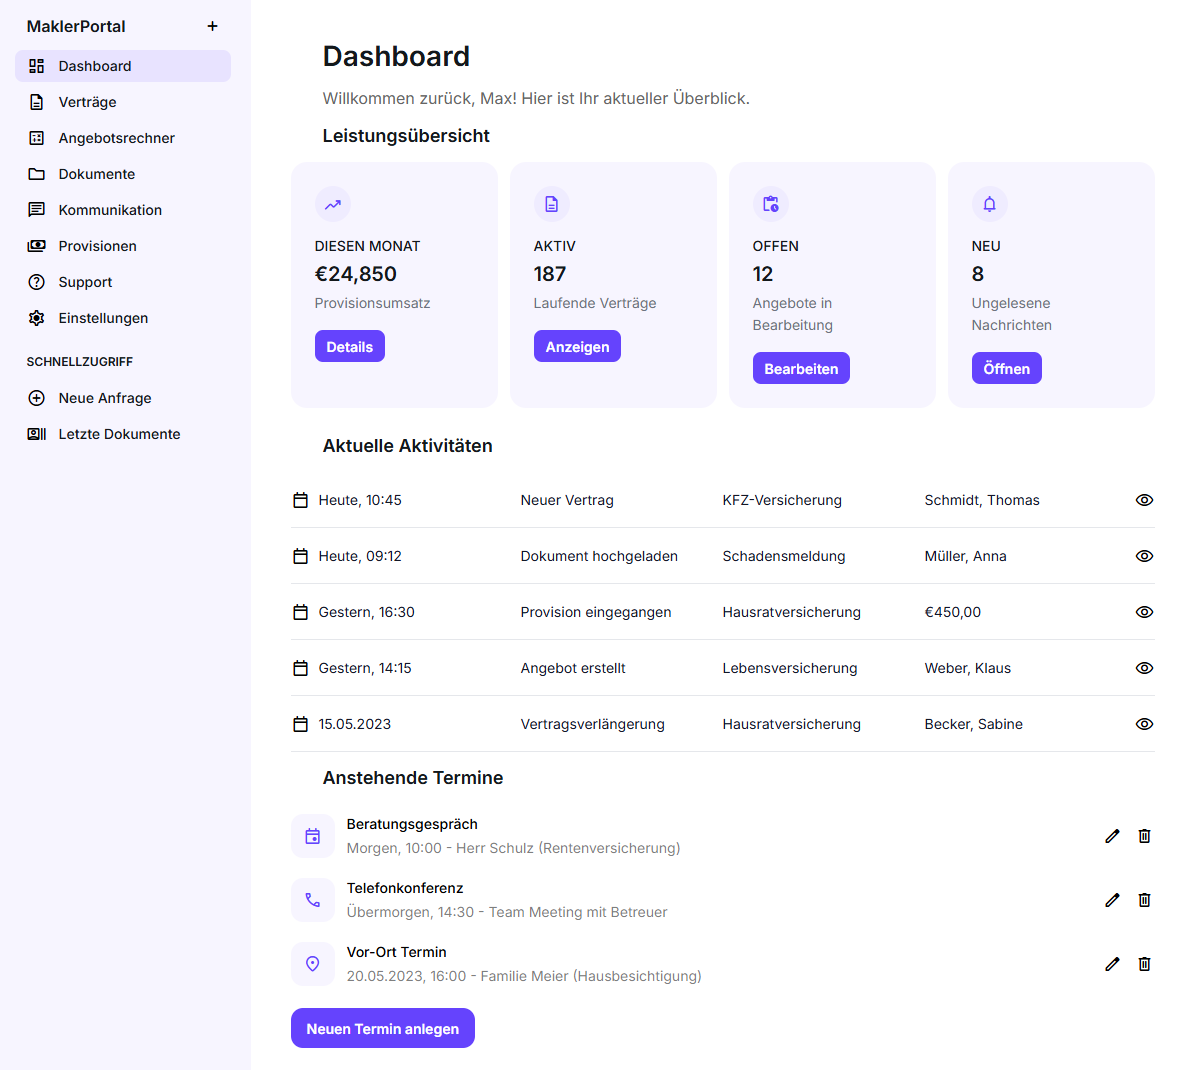 MaklerPortal
Dashboard
Verträge
Angebotsrechner
Dokumente
Kommunikation
Provisionen
Support
Einstellungen
SCHNELLZUGRIFF
Neue Anfrage
Letzte Dokumente
Dashboard
Willkommen zurück, Max! Hier ist Ihr aktueller Überblick.
Leistungsübersicht
DIESEN MONAT
€24,850
Provisionsumsatz
Details
AKTIV
187
Laufende Verträge
Anzeigen
OFFEN
12
Angebote in
Bearbeitung
Bearbeiten
NEU
8
Ungelesene
Nachrichten
Öffnen
Aktuelle Aktivitäten
Heute, 10:45 Neuer Vertrag KFZ-Versicherung Schmidt, Thomas
Heute, 09:12 Dokument hochgeladen Schadensmeldung Müller, Anna
Gestern, 16:30 Provision eingegangen Hausratversicherung €450,00
Gestern, 14:15 Angebot erstellt Lebensversicherung Weber, Klaus
15.05.2023 Vertragsverlängerung Hausratversicherung Becker, Sabine
Anstehende Termine
Beratungsgespräch
Morgen, 10:00 - Herr Schulz (Rentenversicherung)
Telefonkonferenz
Übermorgen, 14:30 - Team Meeting mit Betreuer
Vor-Ort Termin
20.05.2023, 16:00 - Familie Meier (Hausbesichtigung)
Neuen Termin anlegen